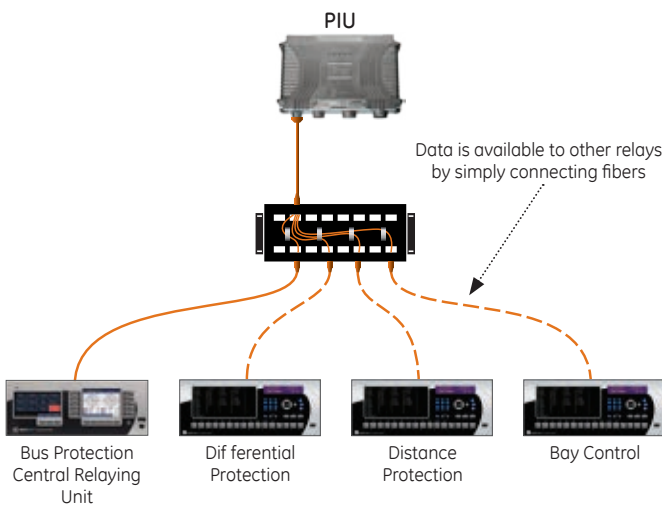 PIU
Data is available to other relays
by simply connecting fibers
Bus Protection
Central Relaying
Unit
Dif ferential
Protection
Distance
Protection
Bay Control